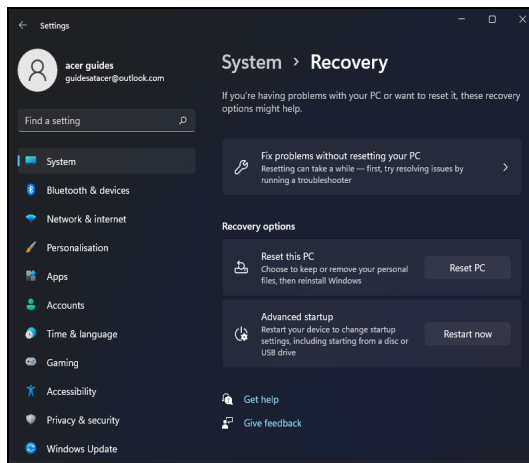 Settings
acer guides
guidesatacer@outlook.com
Find a setting
System
Bluetooth & devices
Network & internet
Personalisation
Apps
Accounts
Time & language
Gaming
Accessibility
Privacy & security
Windows Update
System > Recovery
If you're having problems with your PC or want to reset it, these recovery
options might help.
Fix problems without resetting your PC
Resetting can take a while — first, try resolving issues by
running a troubleshooter
Recovery options
Reset this PC
Choose to keep or remove your personal
files, then reinstall Windows
Reset PC
Advanced startup
Restart your device to change startup
settings, including starting from a disc or
USB drive
Restart now
Get help
Give feedback